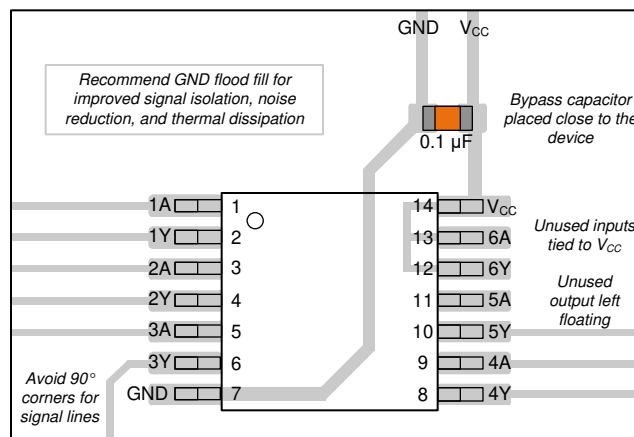 GND VCC
Recommend GND flood fill for
improved signal isolation, noise
reduction, and thermal dissipation
Bypass capacitor
placed close to the
device
0.1 µF
1A 1 14 VCC
1Y 2 13 6A
2A 3 12 6Y
2Y 4 11 5A
3A 5 10 5Y
3Y 6 9 4A
GND 7 8 4Y
Unused inputs
tied to VCC
Unused
output left
floating
Avoid 90°
corners for
signal lines